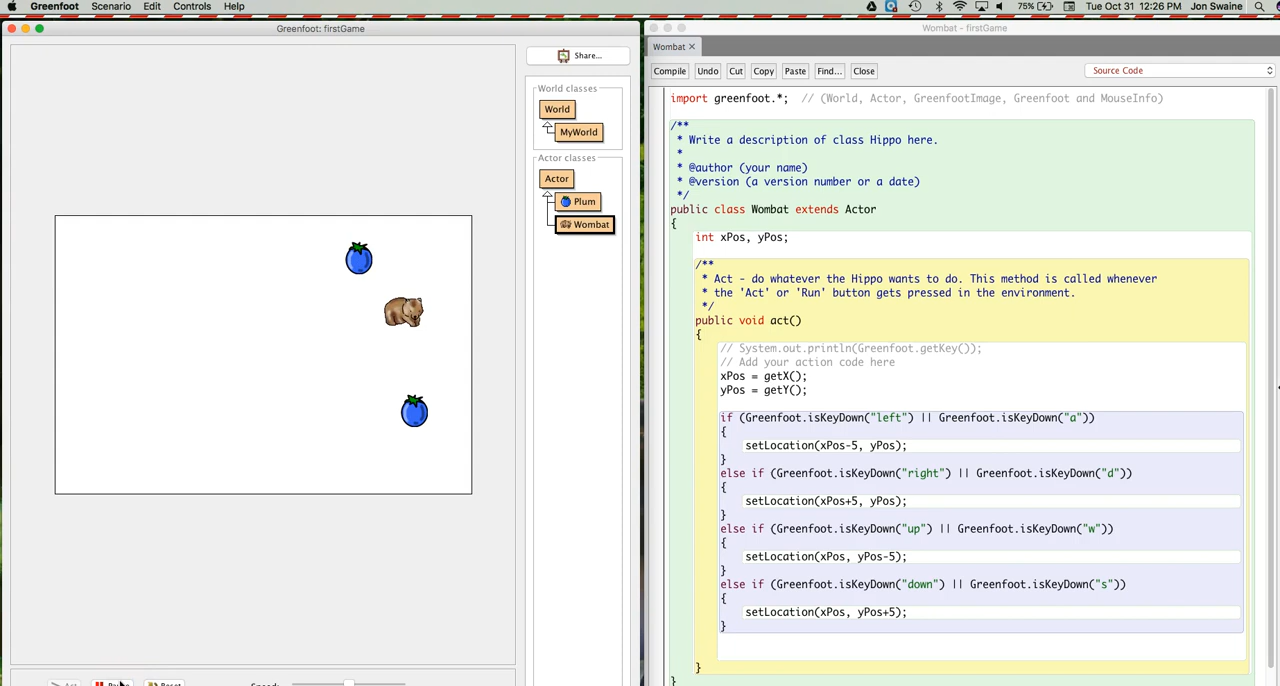 Greenfoot Scenario Edit Controls Help
75% Tue Oct 31 12:26 PM Jon Swaine
Greenfoot: firstGame
Share...
World classes
World
MyWorld
Actor classes
Actor
Plum
Wombat
Act Pause Reset Speed:
Wombat - firstGame
Wombat ×
Compile Undo Cut Copy Paste Find... Close Source Code
import greenfoot.*;  // (World, Actor, GreenfootImage, Greenfoot and MouseInfo)
/**
 * Write a description of class Hippo here.
 *
 * @author (your name)
 * @version (a version number or a date)
 */
public class Wombat extends Actor
{
int xPos, yPos;
/**
 * Act - do whatever the Hippo wants to do. This method is called whenever
 * the 'Act' or 'Run' button gets pressed in the environment.
 */
public void act()
{
// System.out.println(Greenfoot.getKey());
// Add your action code here
xPos = getX();
yPos = getY();
if (Greenfoot.isKeyDown("left") || Greenfoot.isKeyDown("a"))
{
setLocation(xPos-5, yPos);
}
else if (Greenfoot.isKeyDown("right") || Greenfoot.isKeyDown("d"))
{
setLocation(xPos+5, yPos);
}
else if (Greenfoot.isKeyDown("up") || Greenfoot.isKeyDown("w"))
{
setLocation(xPos, yPos-5);
}
else if (Greenfoot.isKeyDown("down") || Greenfoot.isKeyDown("s"))
{
setLocation(xPos, yPos+5);
}
}
}